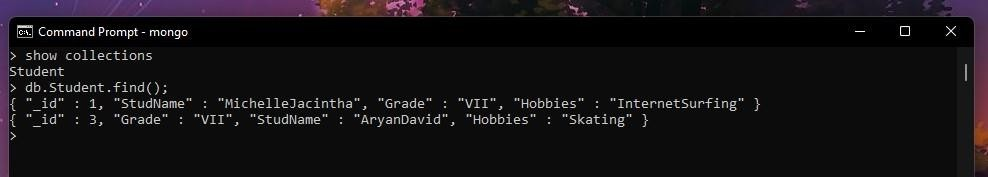 Command Prompt - mongo
> show collections
Student
> db.Student.find();
{ "_id" : 1, "StudName" : "MichelleJacintha", "Grade" : "VII", "Hobbies" : "InternetSurfing" }
{ "_id" : 3, "Grade" : "VII", "StudName" : "AryanDavid", "Hobbies" : "Skating" }
>